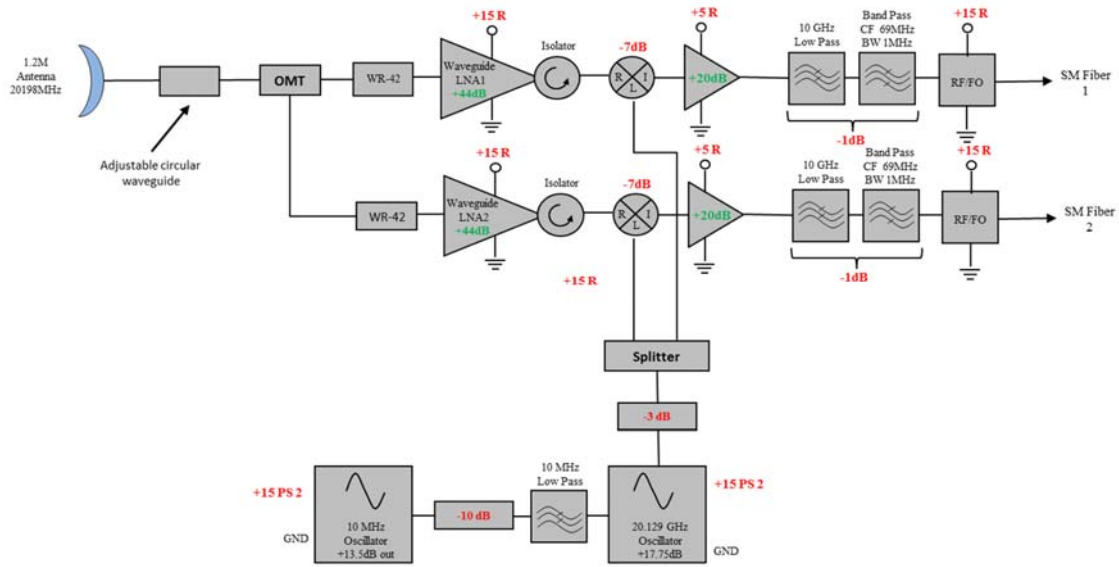 +15 R
+5 R
+15 R
10 GHz
Low Pass
Band Pass
CF 69MHz
BW 1MHz
Isolator
-7dB
1.2M
Antenna
20198MHz
OMT
WR-42
Waveguide
LNA1
+44dB
R
I
L
+20dB
RF/FO
SM Fiber
1
-1dB
Adjustable circular
waveguide
+15 R
+5 R
+15 R
10 GHz
Low Pass
Band Pass
CF 69MHz
BW 1MHz
Isolator
-7dB
WR-42
Waveguide
LNA2
+44dB
R
I
L
+20dB
RF/FO
SM Fiber
2
-1dB
+15 R
Splitter
-3 dB
+15 PS 2
10 MHz
Oscillator
+13.5dB out
GND
-10 dB
10 MHz
Low Pass
20.129 GHz
Oscillator
+17.75dB
+15 PS 2
GND